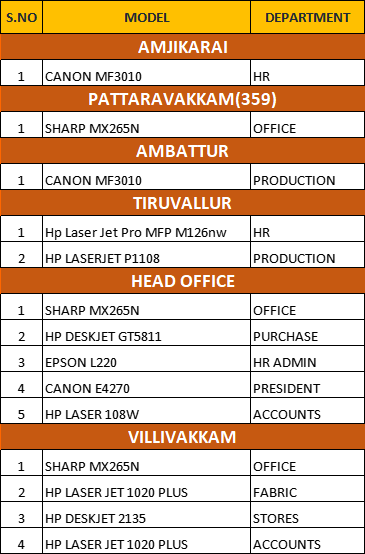 S.NO MODEL DEPARTMENT
AMJIKARAI
1 CANON MF3010 HR
PATTARAVAKKAM(359)
1 SHARP MX265N OFFICE
AMBATTUR
1 CANON MF3010 PRODUCTION
TIRUVALLUR
1 Hp Laser Jet Pro MFP M126nw HR
2 HP LASERJET P1108 PRODUCTION
HEAD OFFICE
1 SHARP MX265N OFFICE
2 HP DESKJET GT5811 PURCHASE
3 EPSON L220 HR ADMIN
4 CANON E4270 PRESIDENT
5 HP LASER 108W ACCOUNTS
VILLIVAKKAM
1 SHARP MX265N OFFICE
2 HP LASER JET 1020 PLUS FABRIC
3 HP DESKJET 2135 STORES
4 HP LASER JET 1020 PLUS ACCOUNTS